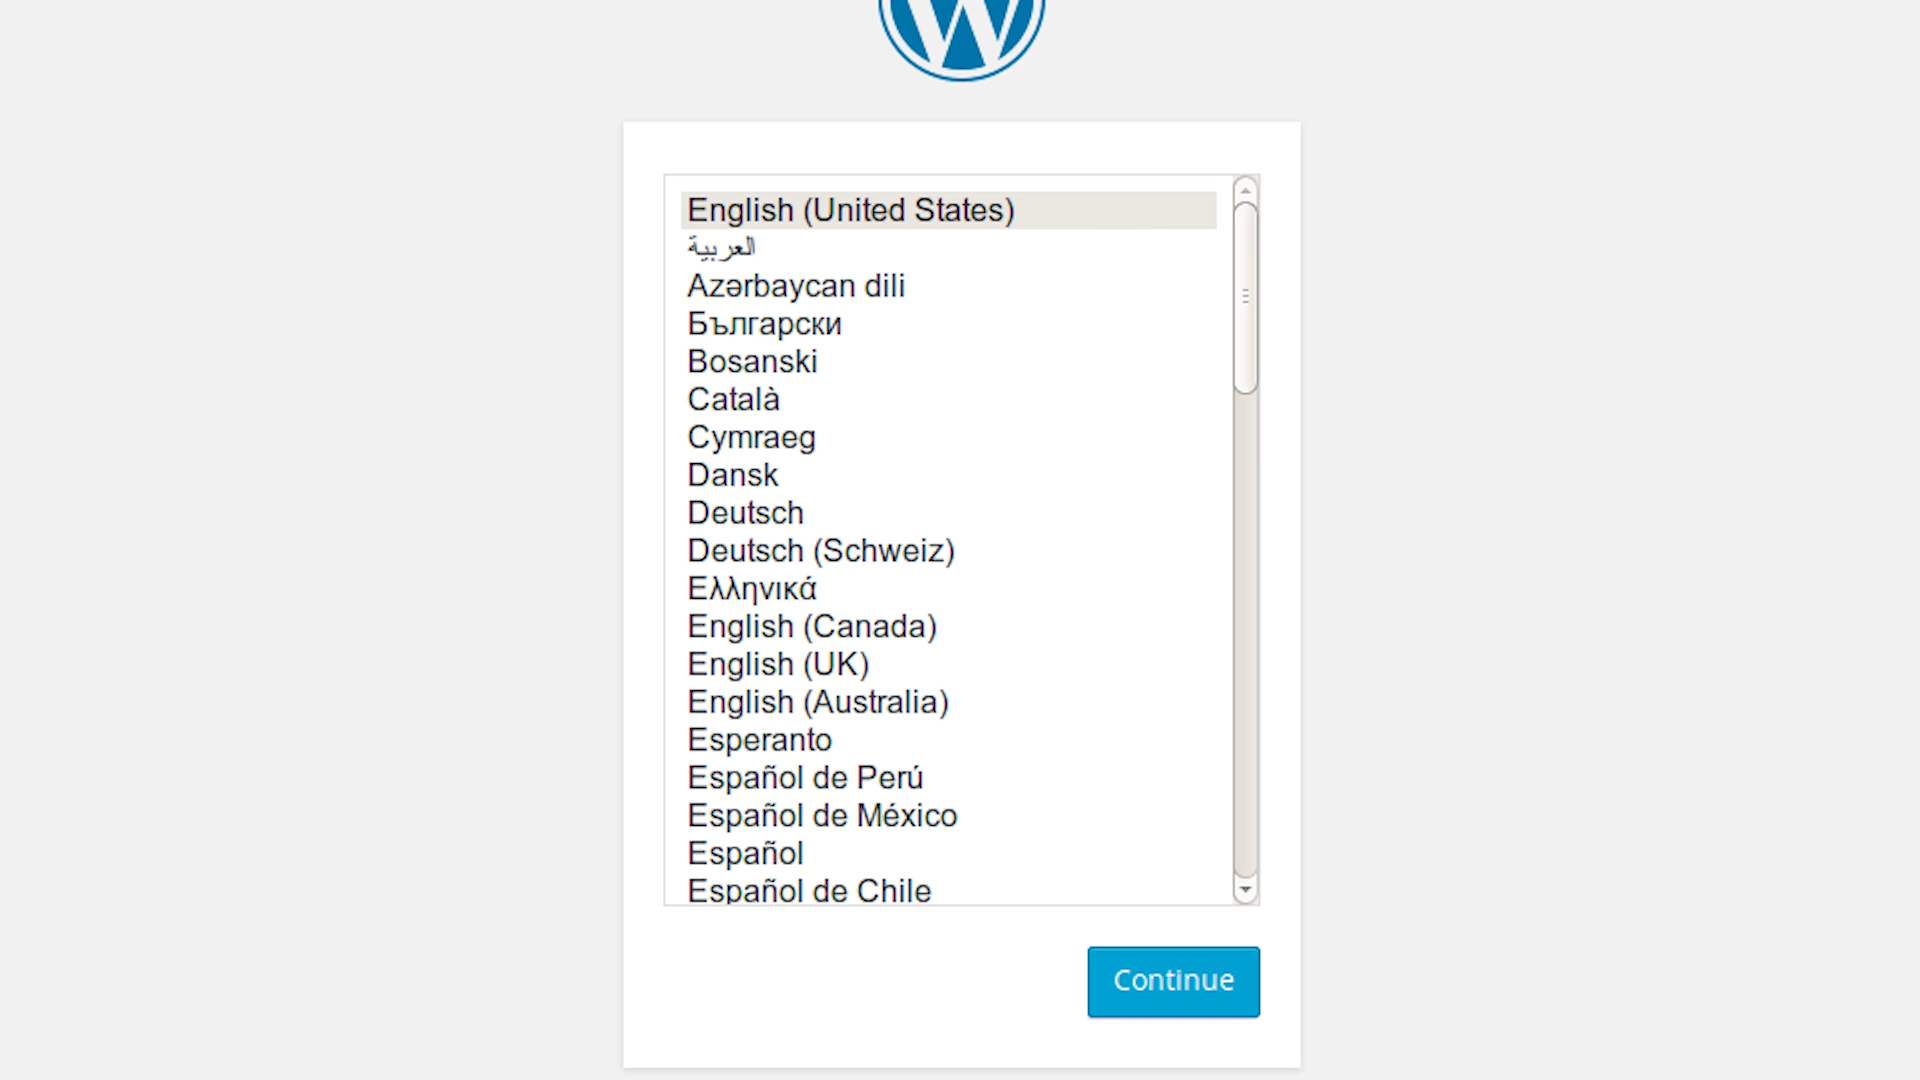 English (United States)
العربية
Azərbaycan dili
Български
Bosanski
Català
Cymraeg
Dansk
Deutsch
Deutsch (Schweiz)
Ελληνικά
English (Canada)
English (UK)
English (Australia)
Esperanto
Español de Perú
Español de México
Español
Español de Chile
Continue